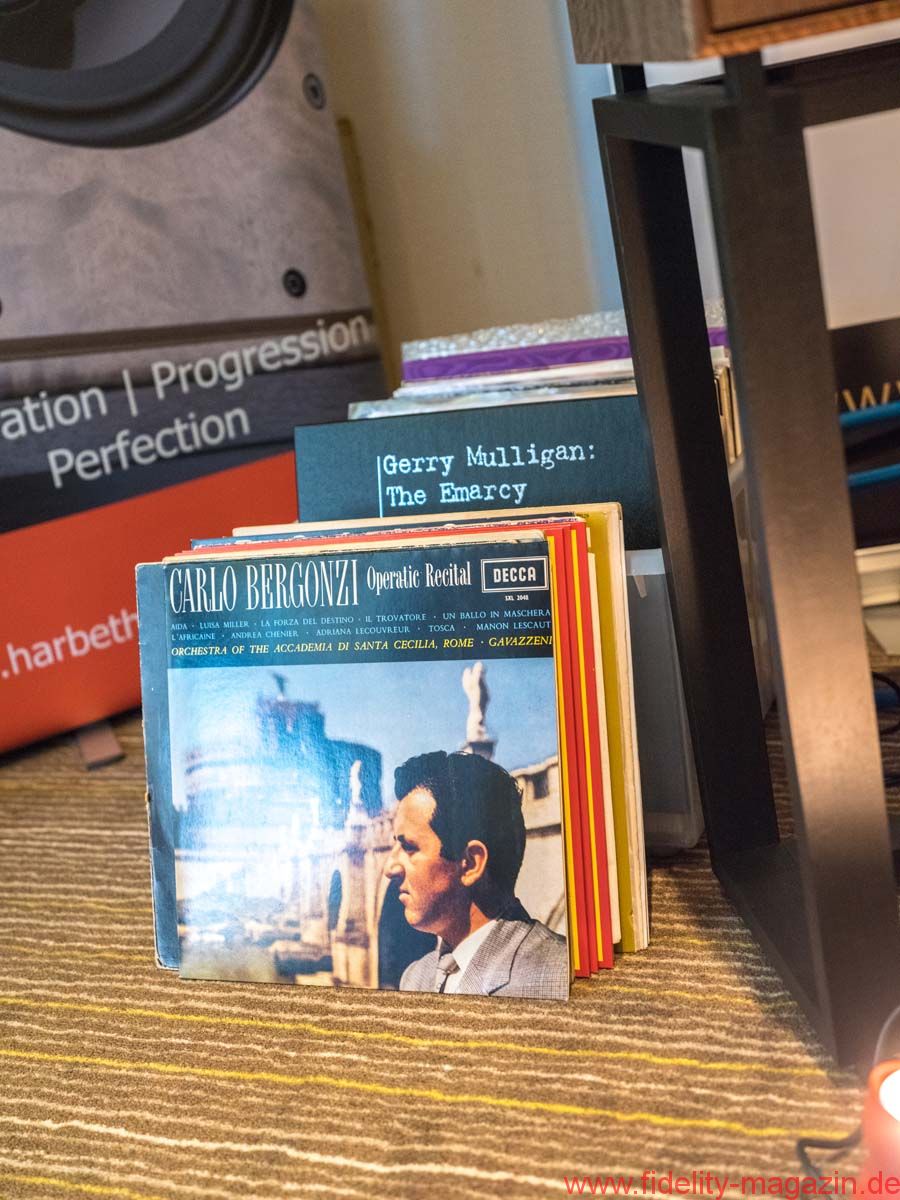 ation | Progression
Perfection
.harbeth
Gerry Mulligan:
The Emarcy
CARLO BERGONZI Operatic Recital DECCA
SXL 2048
AIDA · LUISA MILLER · LA FORZA DEL DESTINO · IL TROVATORE · UN BALLO IN MASCHERA
L'AFRICAINE · ANDREA CHENIER · ADRIANA LECOUVREUR · TOSCA · MANON LESCAUT
ORCHESTRA OF THE ACCADEMIA DI SANTA CECILIA, ROME · GAVAZZENI
www.fidelity-magazin.de